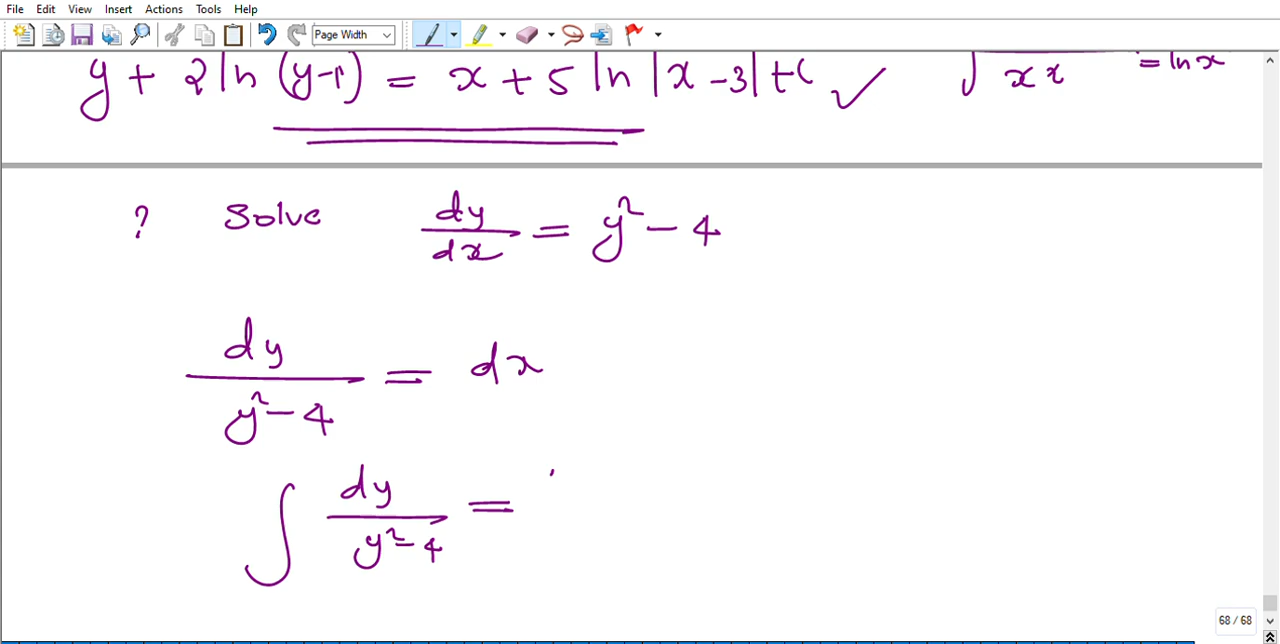 File Edit View Insert Actions Tools Help
Page Width
y + 2 ln (y-1) = x + 5 ln |x - 3| + C
x x = ln x
? Solve dy/dx = y² - 4
dy/(y² - 4) = dx
∫ dy/(y² - 4) =
68 / 68